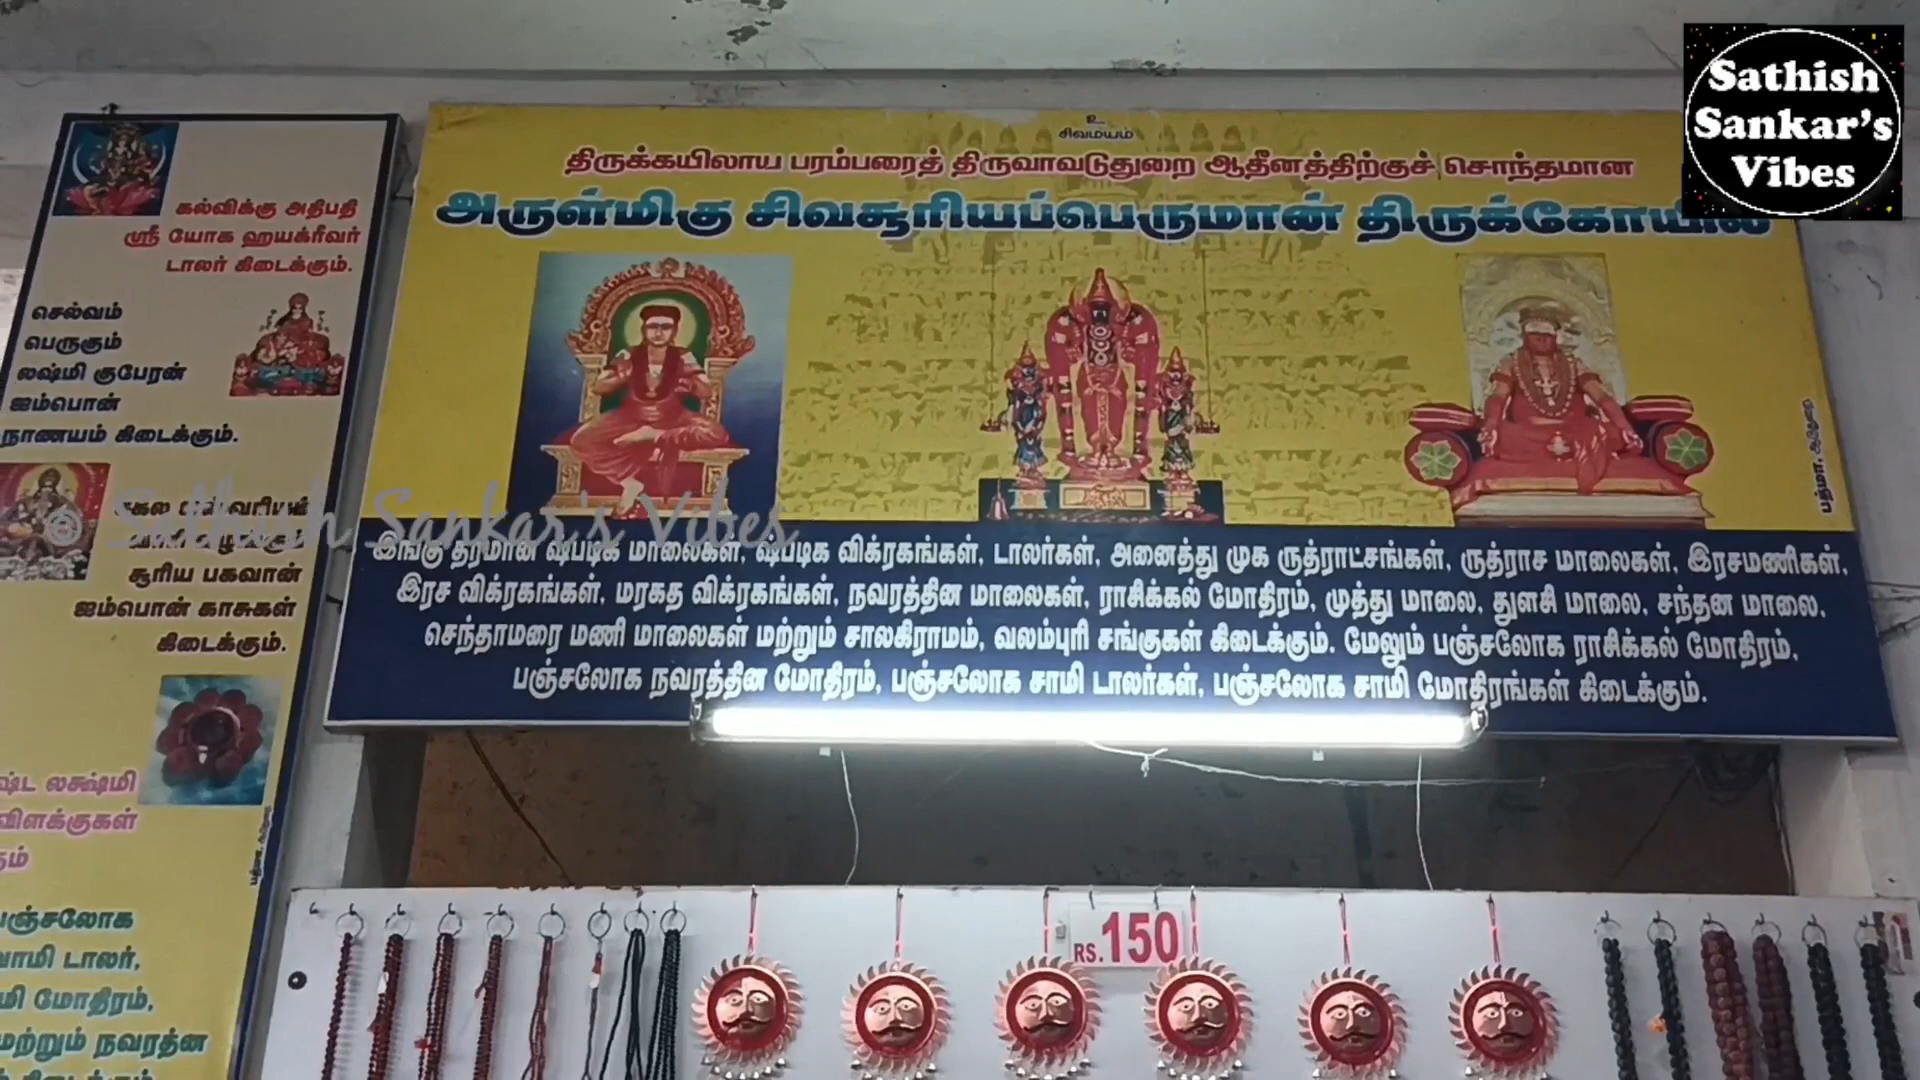 உ
சிவமயம்
திருக்கயிலாய பரம்பரைத் திருவாவடுதுறை ஆதீனத்திற்குச் சொந்தமான
அருள்மிகு சிவசூரியப்பெருமான் திருக்கோயில்
இங்கு தரமான ஷ்படிக மாலைகள், ஷ்படிக விக்ரகங்கள், டாலர்கள், அனைத்து முக ருத்ராட்சங்கள், ருத்ராச மாலைகள், இரசமணிகள்,
இரச விக்ரகங்கள், மரகத விக்ரகங்கள், நவரத்தின மாலைகள், ராசிக்கல் மோதிரம், முத்து மாலை, துளசி மாலை, சந்தன மாலை,
செந்தாமரை மணி மாலைகள் மற்றும் சாலகிராமம், வலம்புரி சங்குகள் கிடைக்கும். மேலும் பஞ்சலோக ராசிக்கல் மோதிரம்,
பஞ்சலோக நவரத்தின மோதிரம், பஞ்சலோக சாமி டாலர்கள், பஞ்சலோக சாமி மோதிரங்கள் கிடைக்கும்.
கல்விக்கு அதிபதி
ஸ்ரீ யோக ஹயக்ரீவர்
டாலர் கிடைக்கும்.
செல்வம்
பெருகும்
லஷ்மி குபேரன்
ஐம்பொன்
நாணயம் கிடைக்கும்.
சூரிய பகவான்
ஐம்பொன் காசுகள்
கிடைக்கும்.
லக்ஷ்மி
விளக்குகள்
பஞ்சலோக
டாலர்,
மோதிரம்,
மற்றும் நவரத்ன
RS.150
Sathish
Sankar's
Vibes
© Sathish Sankar's Vibes